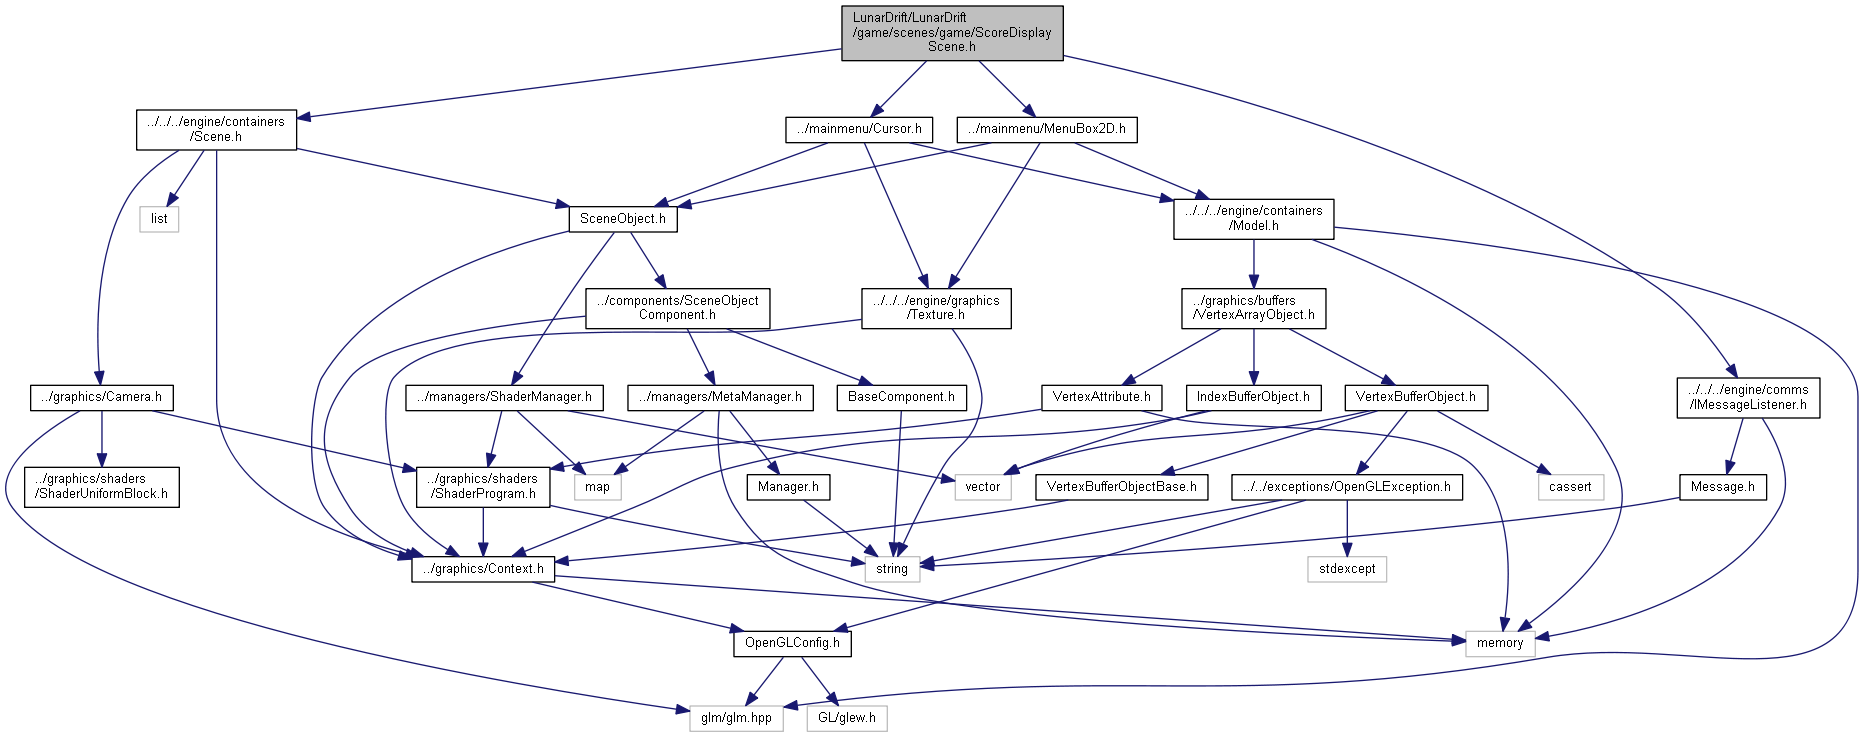 LunarDrift/LunarDrift
/game/scenes/game/ScoreDisplay
Scene.h
../../../engine/containers
/Scene.h
../mainmenu/Cursor.h
../mainmenu/MenuBox2D.h
list
SceneObject.h
../../../engine/containers
/Model.h
../components/SceneObject
Component.h
../../../engine/graphics
/Texture.h
../graphics/buffers
/VertexArrayObject.h
../graphics/Camera.h
../managers/ShaderManager.h
../managers/MetaManager.h
BaseComponent.h
VertexAttribute.h
IndexBufferObject.h
VertexBufferObject.h
../../../engine/comms
/IMessageListener.h
../graphics/shaders
/ShaderUniformBlock.h
../graphics/shaders
/ShaderProgram.h
map
Manager.h
vector
VertexBufferObjectBase.h
../../exceptions/OpenGLException.h
cassert
Message.h
../graphics/Context.h
string
stdexcept
OpenGLConfig.h
memory
glm/glm.hpp
GL/glew.h